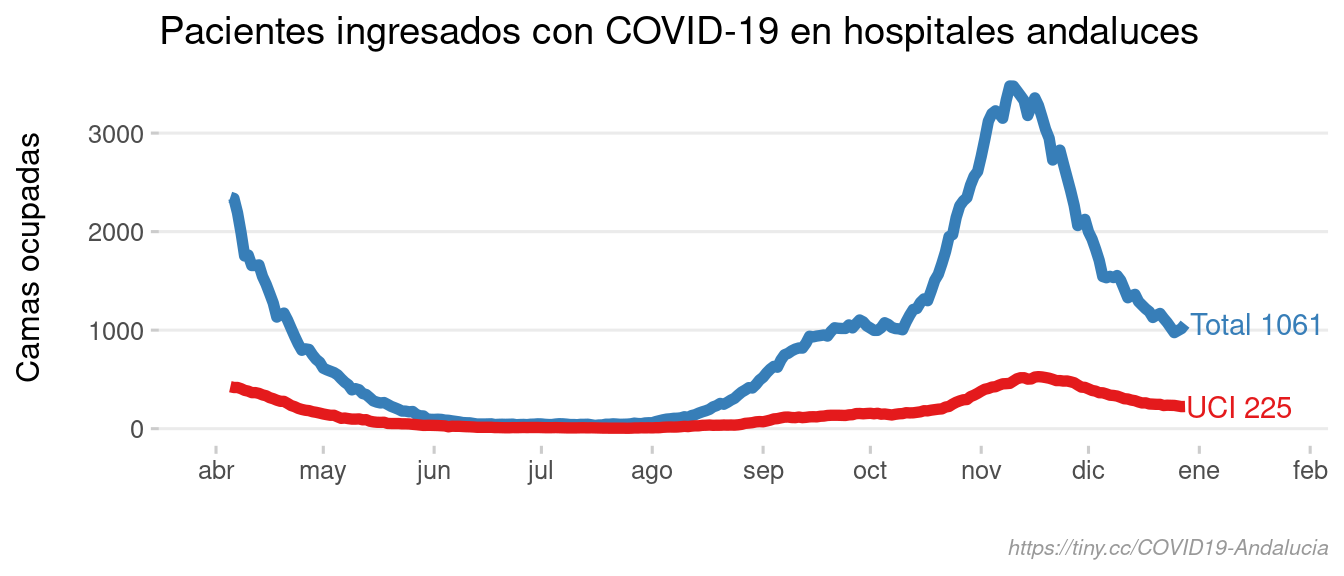 Pacientes ingresados con COVID-19 en hospitales andaluces
Camas ocupadas
3000
2000
1000
0
Total 1061
UCI 225
abr may jun jul ago sep oct nov dic ene feb
https://tiny.cc/COVID19-Andalucia